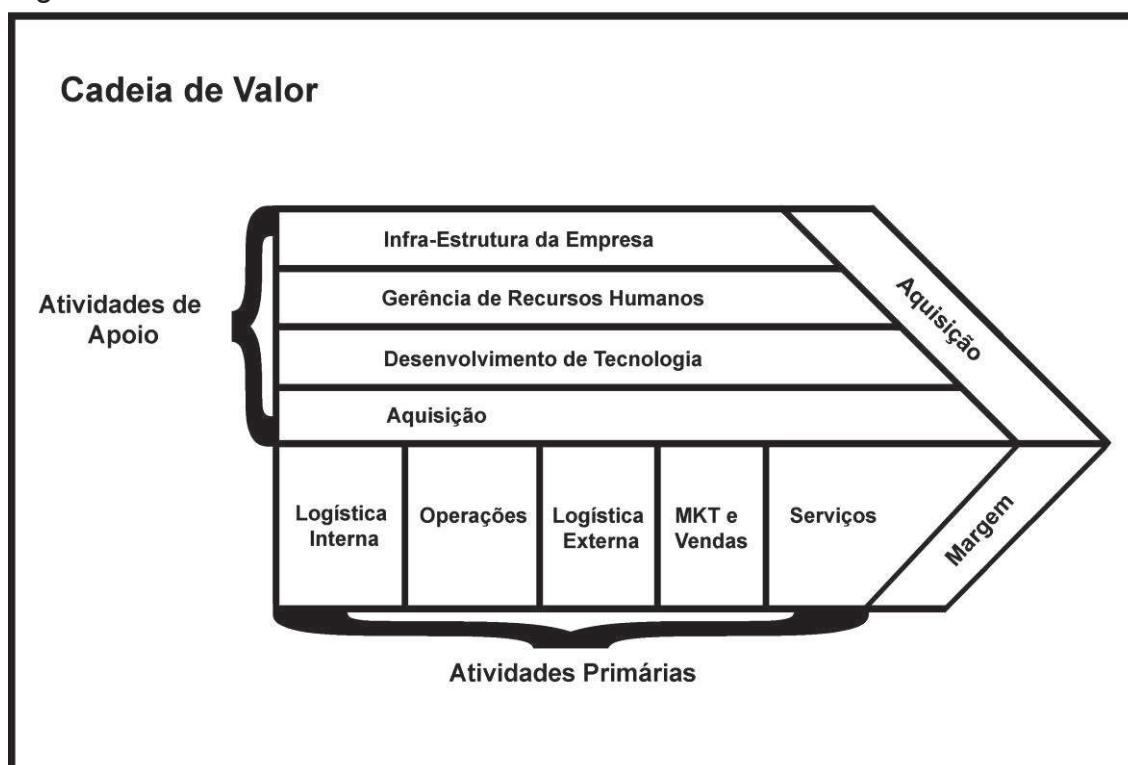 Cadeia de Valor
Infra-Estrutura da Empresa
Gerência de Recursos Humanos
Atividades de
Apoio
Desenvolvimento de Tecnologia
Aquisição
Aquisição
Logística
Interna
Operações
Logística
Externa
MKT e
Vendas
Serviços
Margem
Atividades Primárias